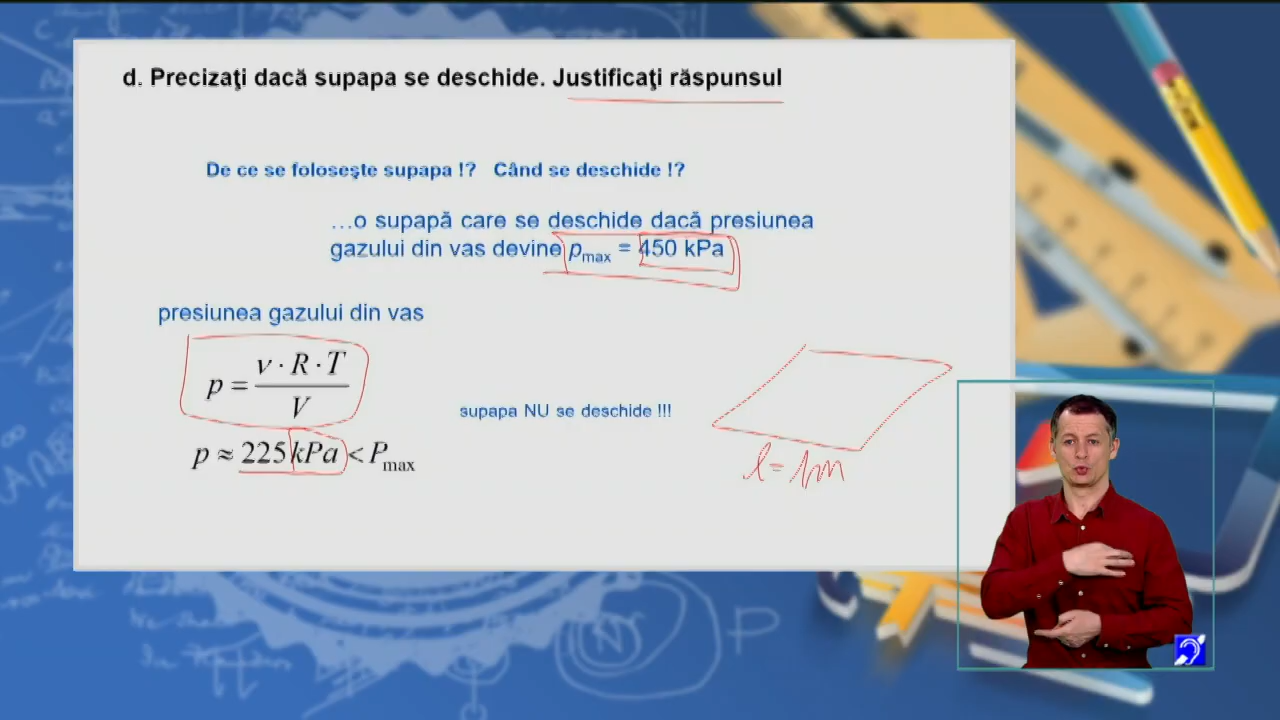 d. Precizaţi dacă supapa se deschide. Justificaţi răspunsul
De ce se foloseşte supapa !? Când se deschide !?
…o supapă care se deschide dacă presiunea
gazului din vas devine pmax = 450 kPa
presiunea gazului din vas
p = ν · R · T / V
supapa NU se deschide !!!
p ≈ 225 kPa < Pmax
l = 1m
N
P